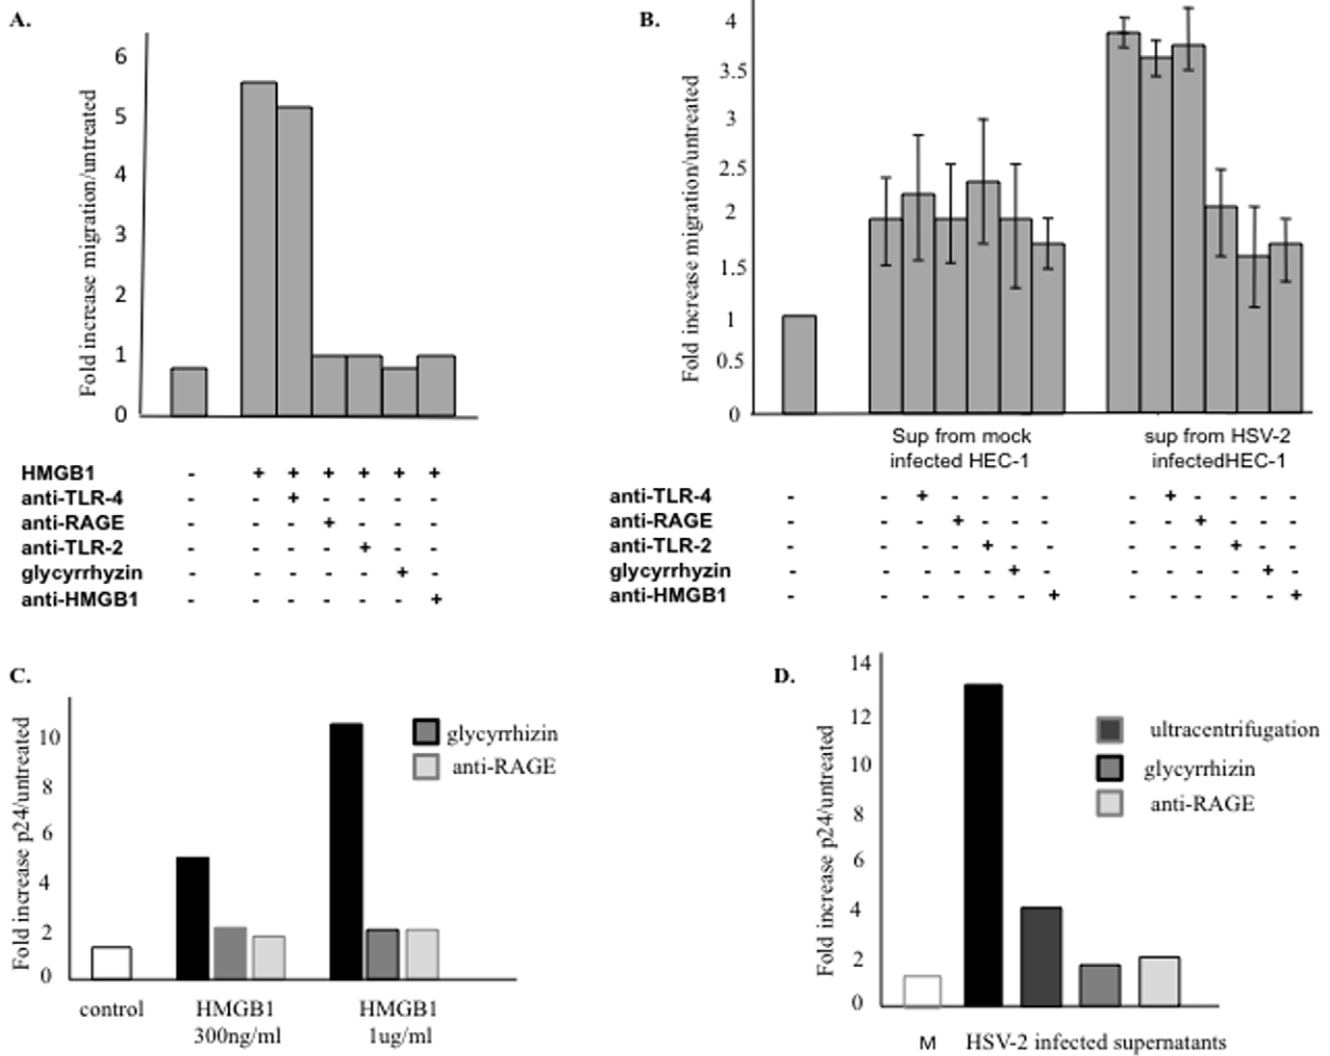 A.
Fold increase migration/untreated
6
5
4
3
2
1
0
HMGB1 - + + + + + +
anti-TLR-4 - - + - - - -
anti-RAGE - - - + - - -
anti-TLR-2 - - - - + - -
glycyrrhyzin - - - - - + -
anti-HMGB1 - - - - - - +
B.
Fold increase migration/untreated
4
3.5
3
2.5
2
1.5
1
0.5
0
Sup from mock
infected HEC-1
sup from HSV-2
infectedHEC-1
anti-TLR-4 - - + - - - - - + - - - -
anti-RAGE - - - + - - - - - + - - -
anti-TLR-2 - - - - + - - - - - + - -
glycyrrhyzin - - - - - + - - - - - + -
anti-HMGB1 - - - - - - + - - - - - +
C.
Fold increase p24/untreated
10
8
6
4
2
0
glycyrrhizin
anti-RAGE
control
HMGB1
300ng/ml
HMGB1
1ug/ml
D.
Fold increase p24/untreated
14
12
10
8
6
4
2
0
ultracentrifugation
glycyrrhizin
anti-RAGE
M HSV-2 infected supernatants